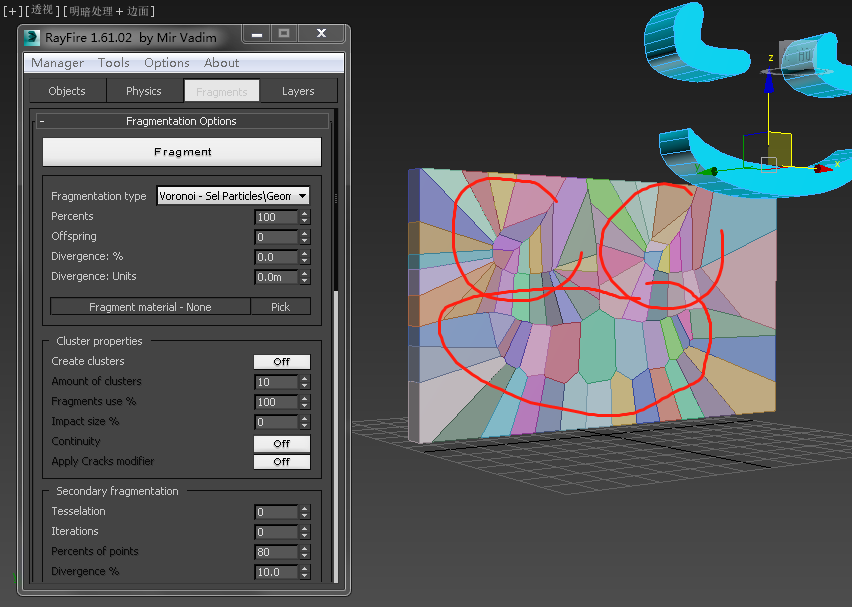 [+][透视][明暗处理 + 边面]
RayFire 1.61.02 by Mir Vadim
Manager Tools Options About
Objects Physics Fragments Layers
- Fragmentation Options
Fragment
Fragmentation type Voronoi - Sel Particles\Geom
Percents 100
Offspring 0
Divergence: % 0.0
Divergence: Units 0.0m
Fragment material - None Pick
Cluster properties
Create clusters Off
Amount of clusters 10
Fragments use % 100
Impact size % 0
Continuity Off
Apply Cracks modifier Off
Secondary fragmentation
Tesselation 0
Iterations 0
Percents of points 80
Divergence % 10.0
z
x